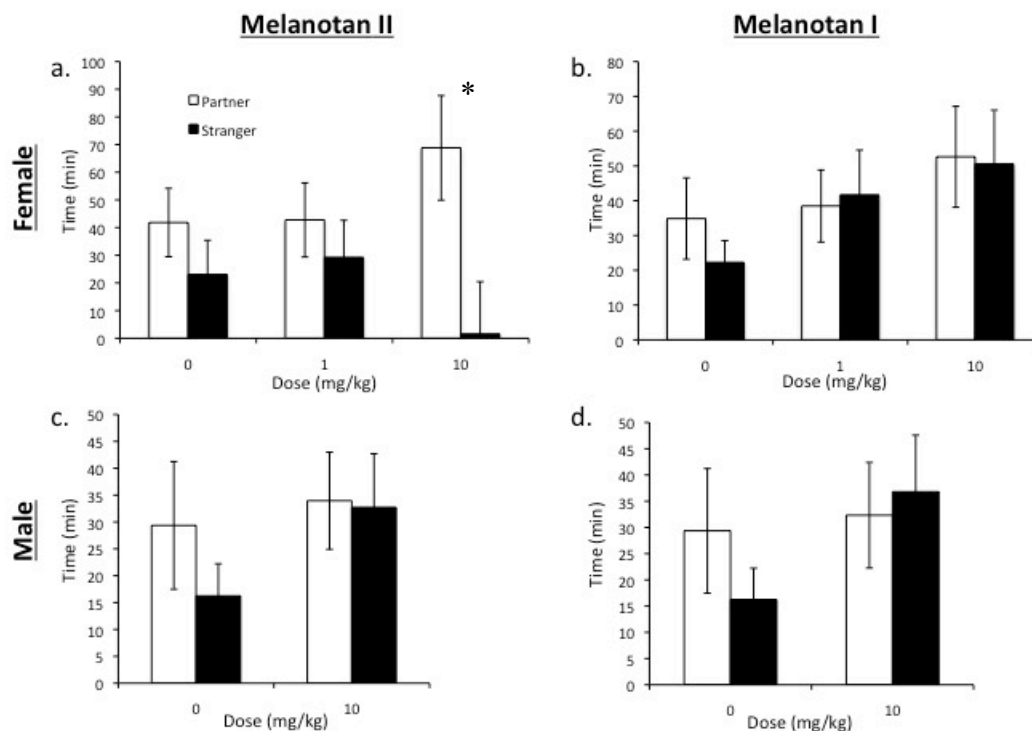 Melanotan II
Melanotan I
Female
a.
Time (min)
100
90
80
70
60
50
40
30
20
10
0
Partner
Stranger
*
0
1
10
Dose (mg/kg)
b.
Time (min)
80
70
60
50
40
30
20
10
0
0
1
10
Dose (mg/kg)
Male
c.
Time (min)
50
45
40
35
30
25
20
15
10
5
0
0
10
Dose (mg/kg)
d.
Time (min)
50
45
40
35
30
25
20
15
10
5
0
0
10
Dose (mg/kg)